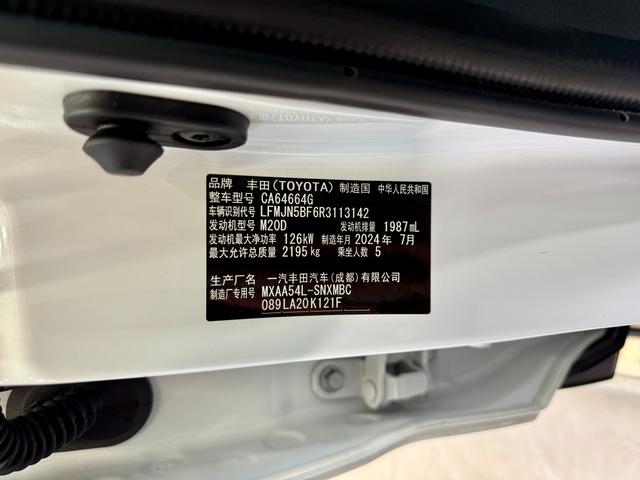 品牌 丰田(TOYOTA) 制造国 中华人民共和国
整车型号 CA64664G
车辆识别代号 LFMJN5BF6R3113142
发动机型号 M20D 发动机排量 1987mL
发动机最大净功率 126kW 制造年月 2024年 7月
最大允许总质量 2195kg 乘坐人数 5
生产厂名 一汽丰田汽车(成都)有限公司
制造厂专用号 MXAA54L-SNXMBC
089LA20K121F